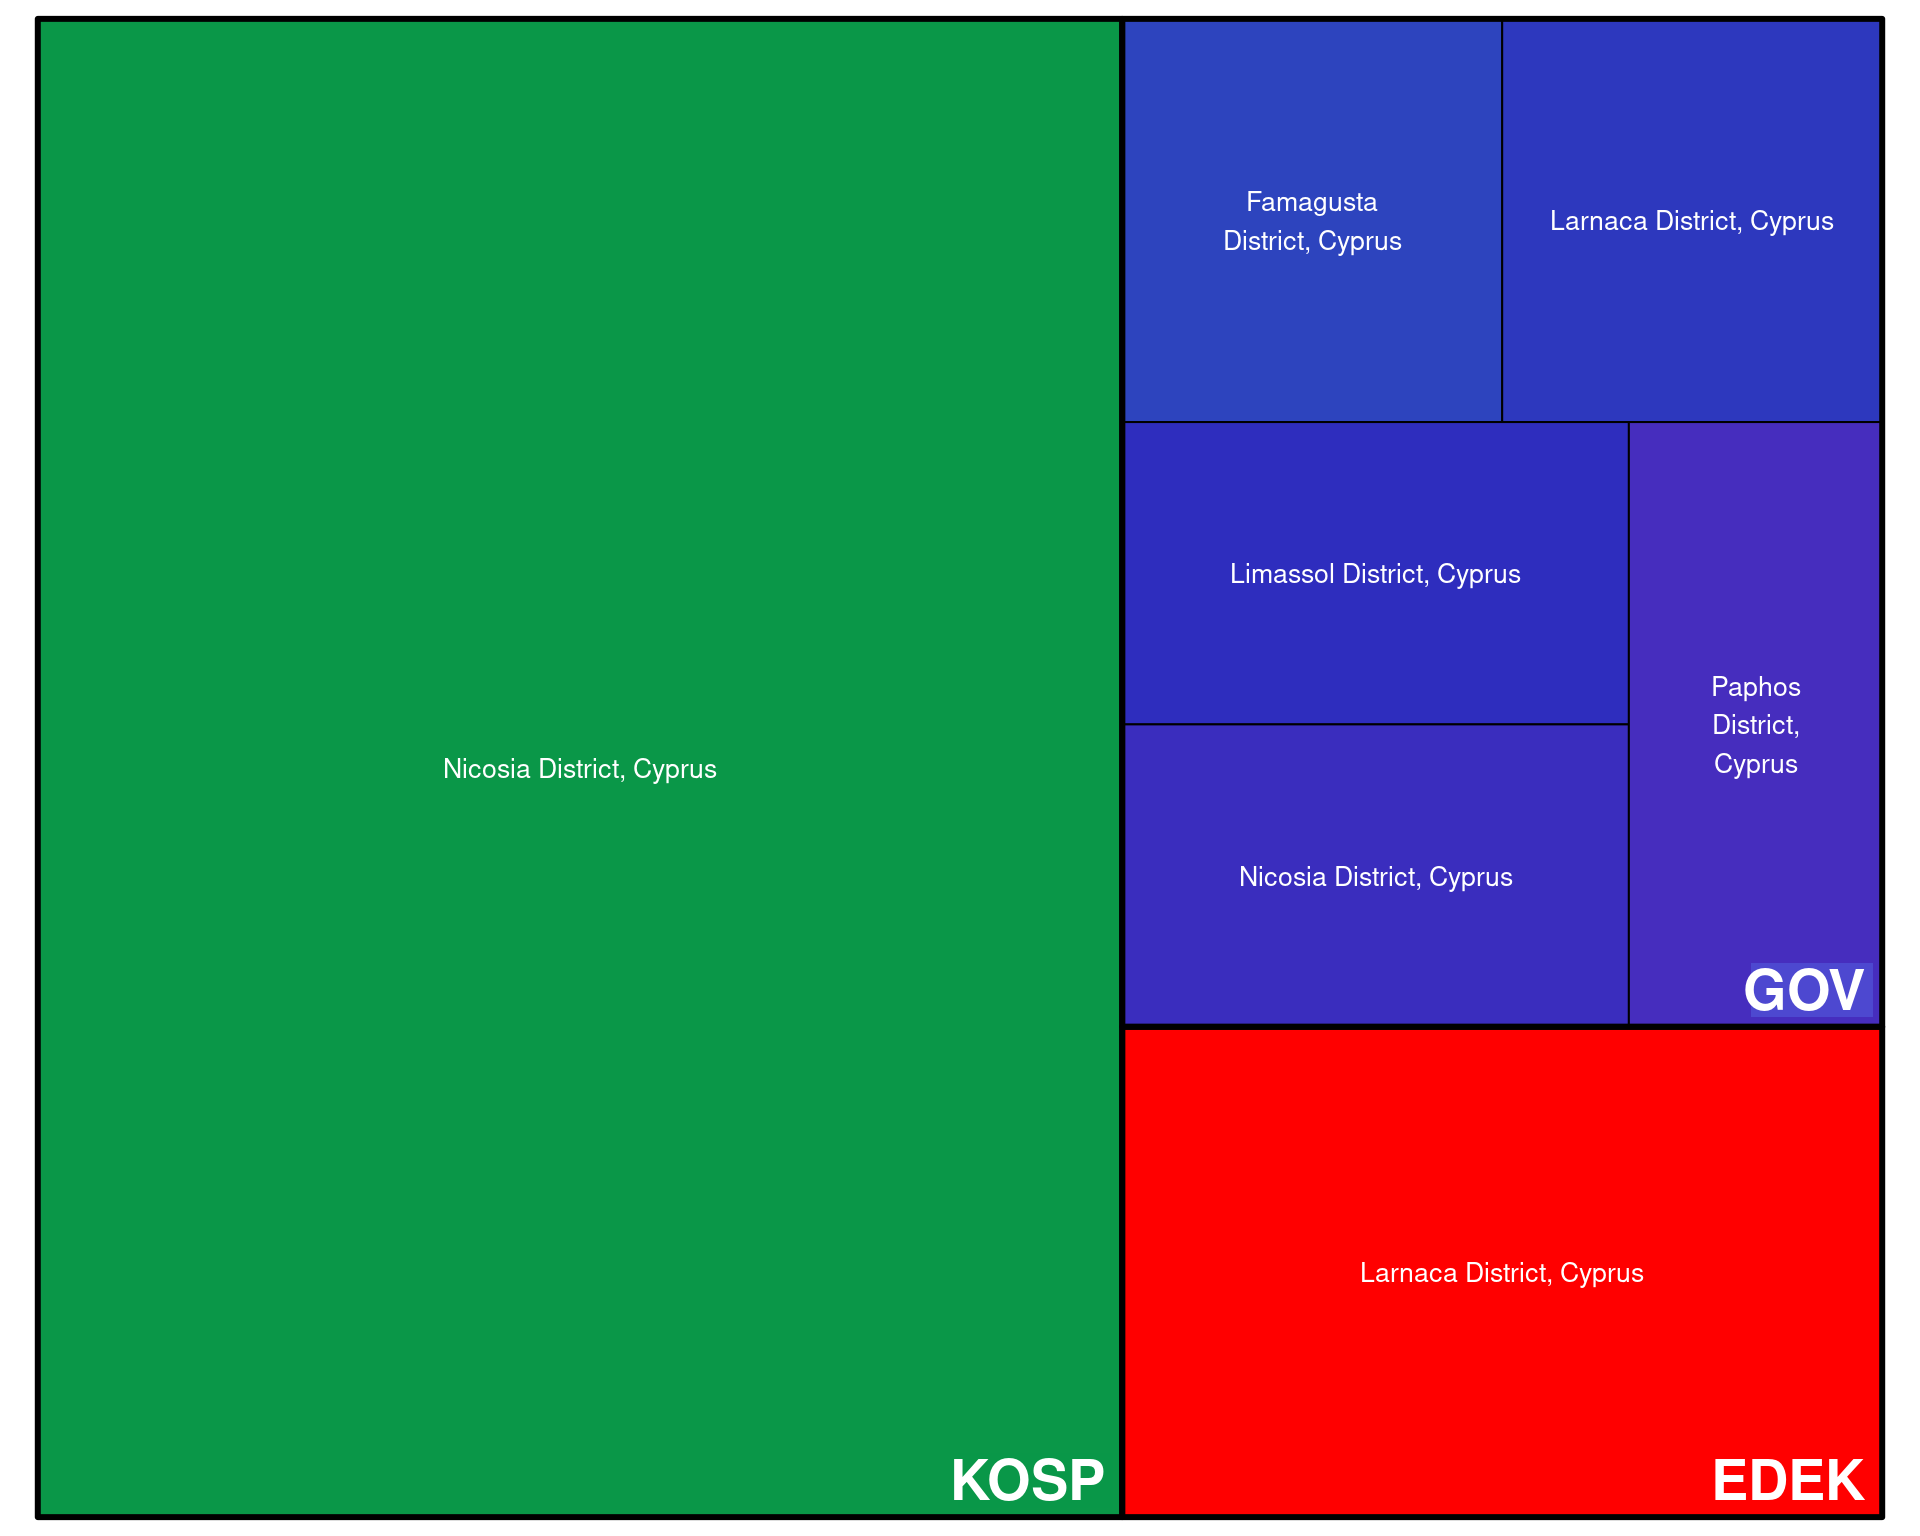 Nicosia District, Cyprus
KOSP
Famagusta
District, Cyprus
Larnaca District, Cyprus
Limassol District, Cyprus
Nicosia District, Cyprus
Paphos
District,
Cyprus
GOV
Larnaca District, Cyprus
EDEK